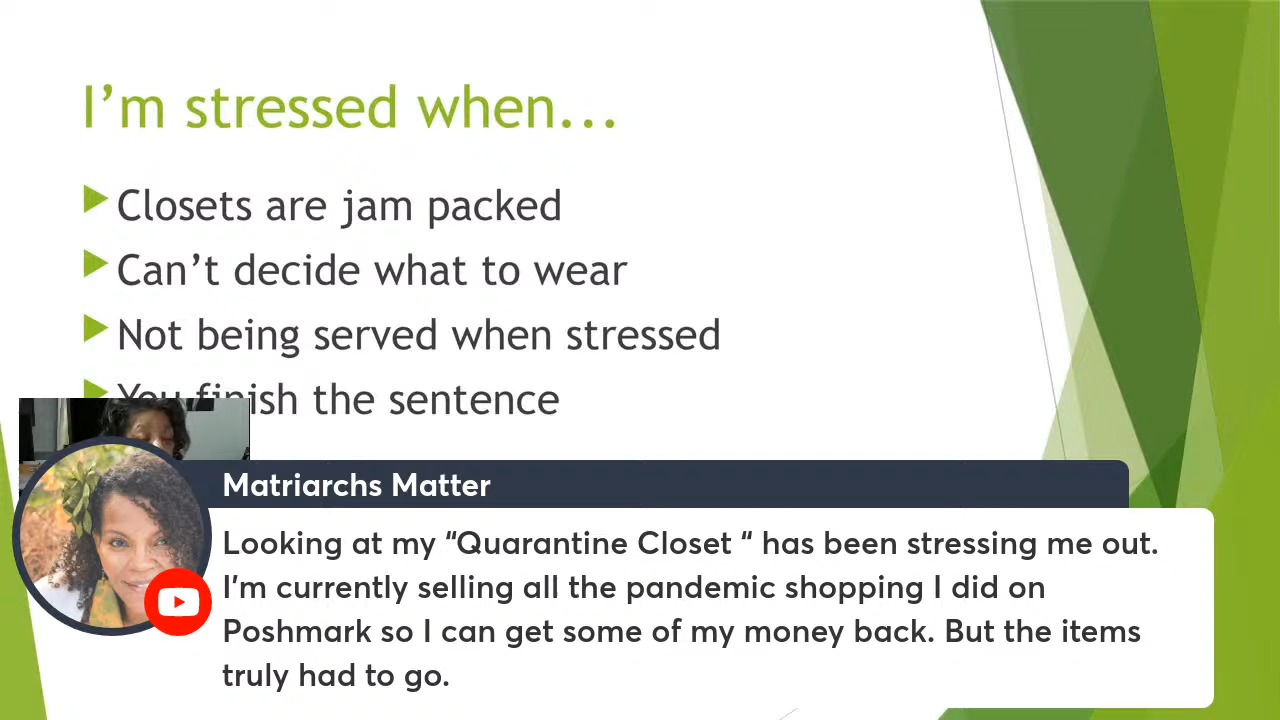 I’m stressed when...
Closets are jam packed
Can’t decide what to wear
Not being served when stressed
You finish the sentence
Matriarchs Matter
Looking at my “Quarantine Closet “ has been stressing me out.
I'm currently selling all the pandemic shopping I did on
Poshmark so I can get some of my money back. But the items
truly had to go.